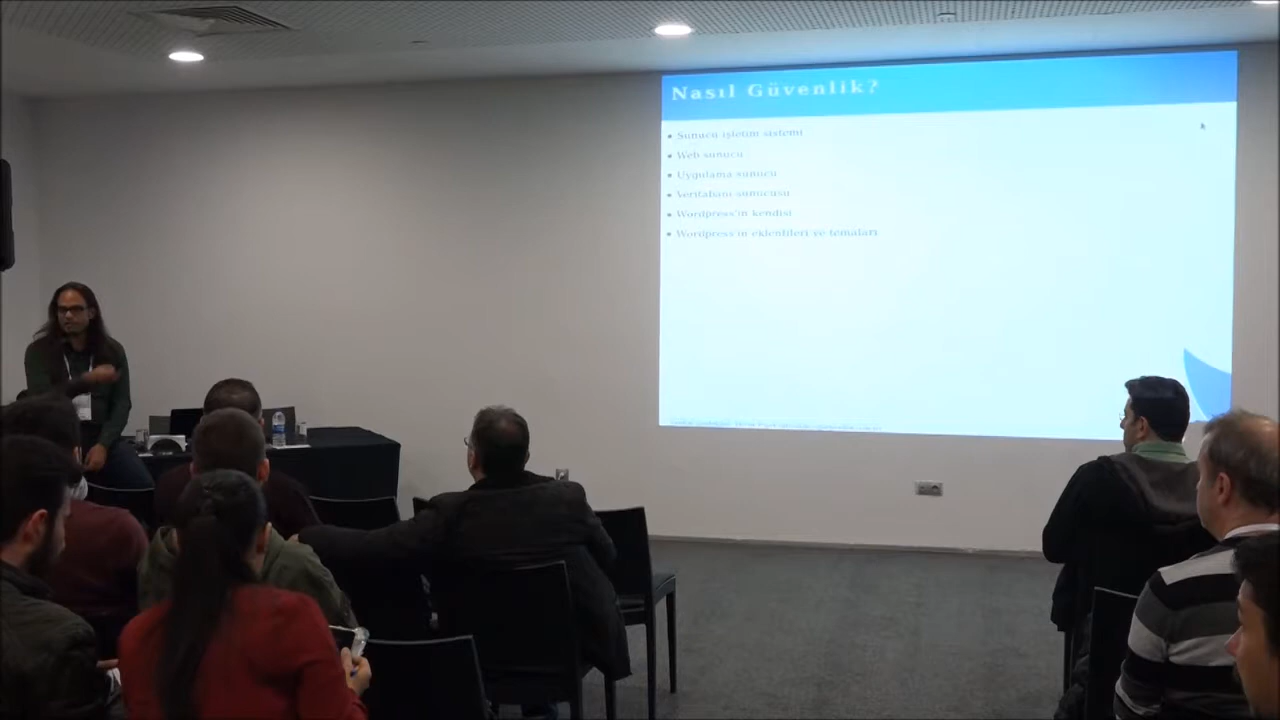 Nasıl Güvenlik?
• Sunucu işletim sistemi
• Web sunucu
• Uygulama sunucu
• Veritabanı sunucusu
• Wordpress'in kendisi
• Wordpress'in eklentileri ve temaları